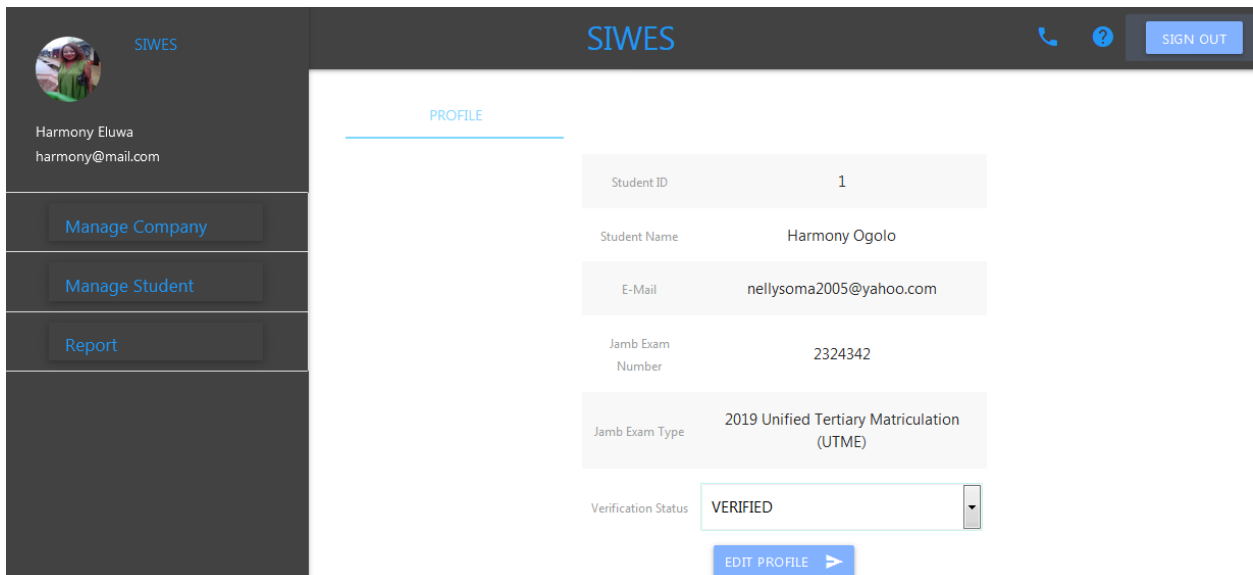 SIWES
Harmony Eluwa
harmony@mail.com
Manage Company
Manage Student
Report
SIWES
SIGN OUT
PROFILE
Student ID 1
Student Name Harmony Ogolo
E-Mail nellysoma2005@yahoo.com
Jamb Exam
Number
2324342
Jamb Exam Type
2019 Unified Tertiary Matriculation
(UTME)
Verification Status VERIFIED
EDIT PROFILE